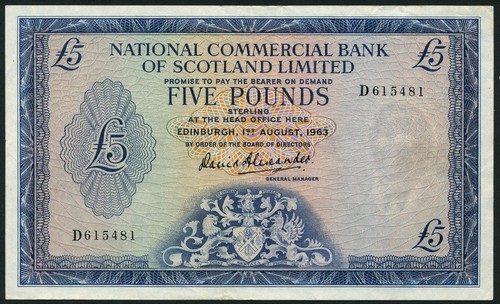 £5 NATIONAL COMMERCIAL BANK £5
OF SCOTLAND LIMITED
PROMISE TO PAY THE BEARER ON DEMAND
FIVE POUNDS D615481
STERLING
AT THE HEAD OFFICE HERE
EDINBURGH, 1ST AUGUST, 1963
BY ORDER OF THE BOARD OF DIRECTORS
£5
David Alexander
GENERAL MANAGER
D615481
£5